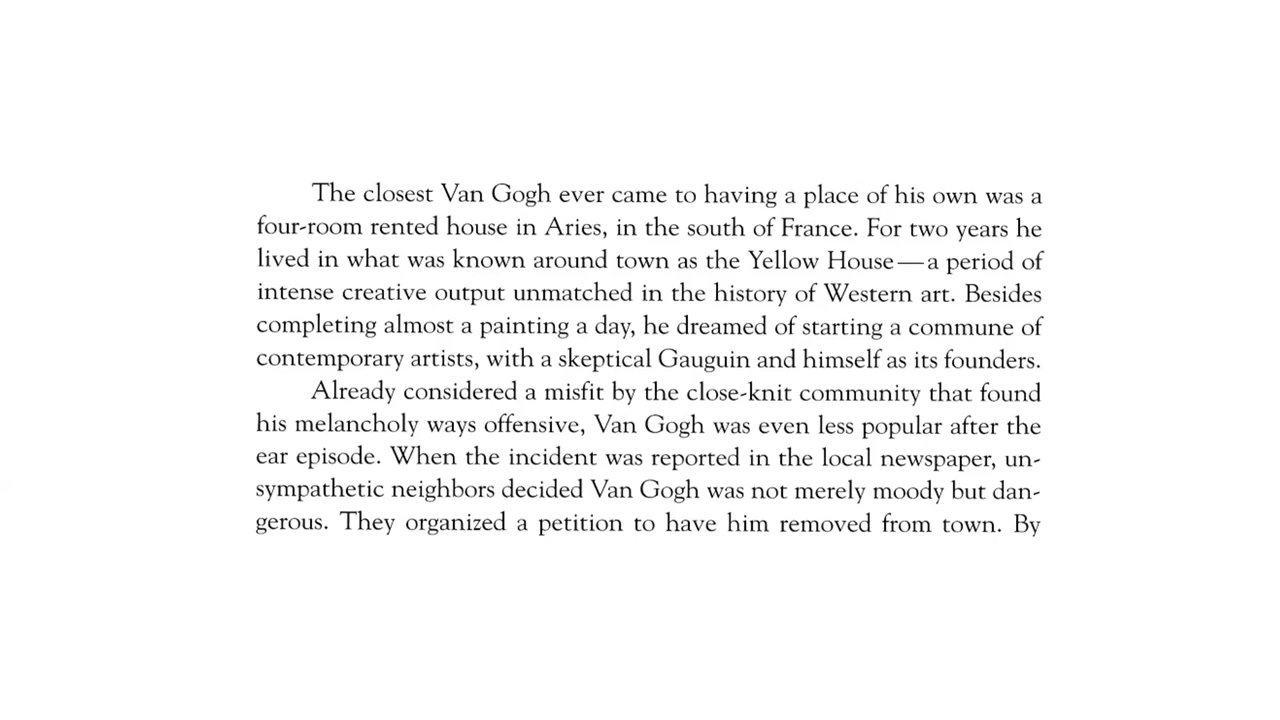 The closest Van Gogh ever came to having a place of his own was a
four-room rented house in Aries, in the south of France. For two years he
lived in what was known around town as the Yellow House—a period of
intense creative output unmatched in the history of Western art. Besides
completing almost a painting a day, he dreamed of starting a commune of
contemporary artists, with a skeptical Gauguin and himself as its founders.
Already considered a misfit by the close-knit community that found
his melancholy ways offensive, Van Gogh was even less popular after the
ear episode. When the incident was reported in the local newspaper, un-
sympathetic neighbors decided Van Gogh was not merely moody but dan-
gerous. They organized a petition to have him removed from town. By